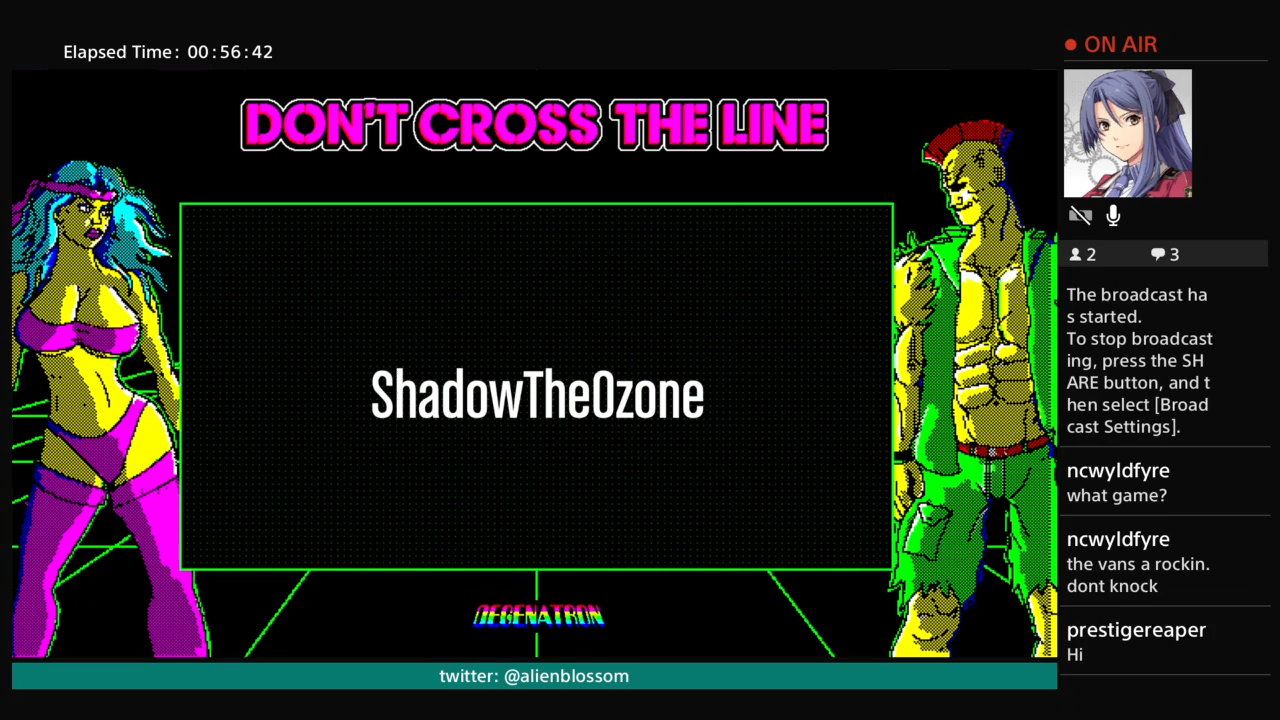 Elapsed Time: 00:56:42
ON AIR
DON'T CROSS THE LINE
2
3
The broadcast ha
s started.
To stop broadcast
ing, press the SH
ARE button, and t
hen select [Broad
cast Settings].
ShadowTheOzone
ncwyldfyre
what game?
ncwyldfyre
the vans a rockin.
dont knock
DEGENATRON
prestigereaper
Hi
twitter: @alienblossom